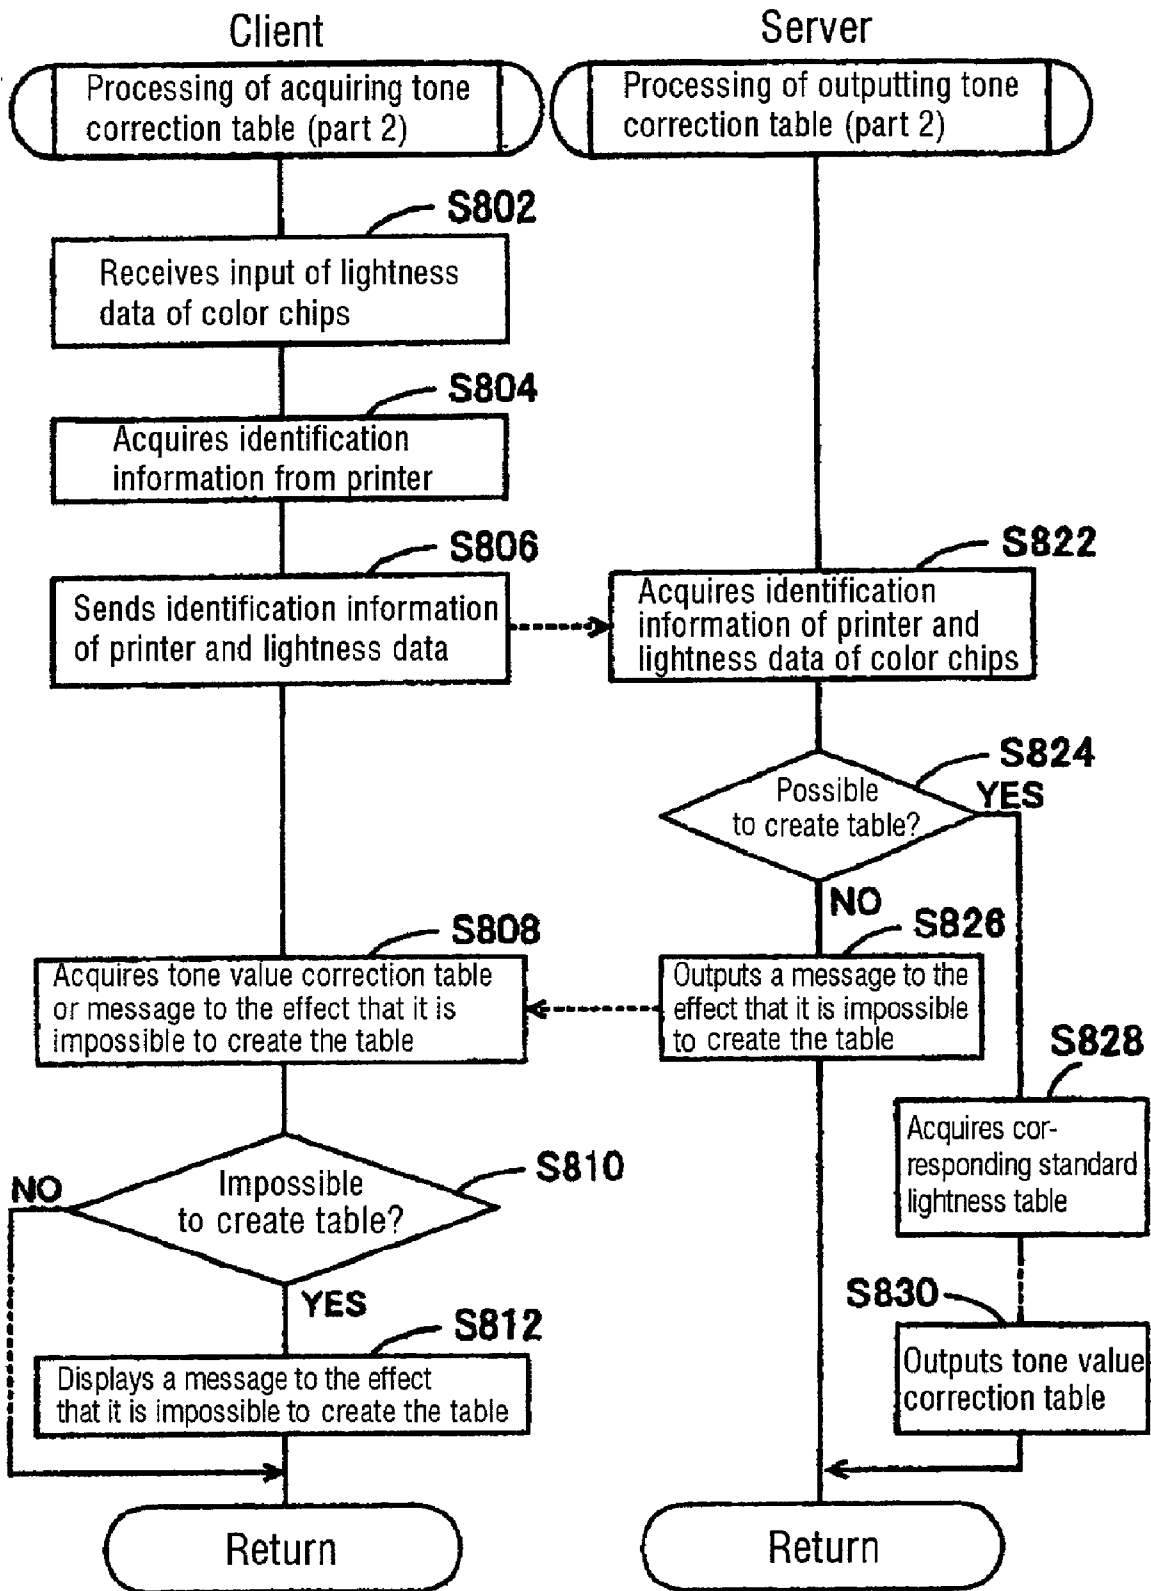 Client
Server
Processing of acquiring tone
correction table (part 2)
Processing of outputting tone
correction table (part 2)
S802
Receives input of lightness
data of color chips
S804
Acquires identification
information from printer
S806
Sends identification information
of printer and lightness data
S822
Acquires identification
information of printer and
lightness data of color chips
S824
Possible
to create table?
YES
NO
S826
Outputs a message to the
effect that it is impossible
to create the table
S808
Acquires tone value correction table
or message to the effect that it is
impossible to create the table
S828
Acquires cor-
responding standard
lightness table
S810
Impossible
to create table?
NO
YES
S830
Outputs tone value
correction table
S812
Displays a message to the effect
that it is impossible to create the table
Return
Return